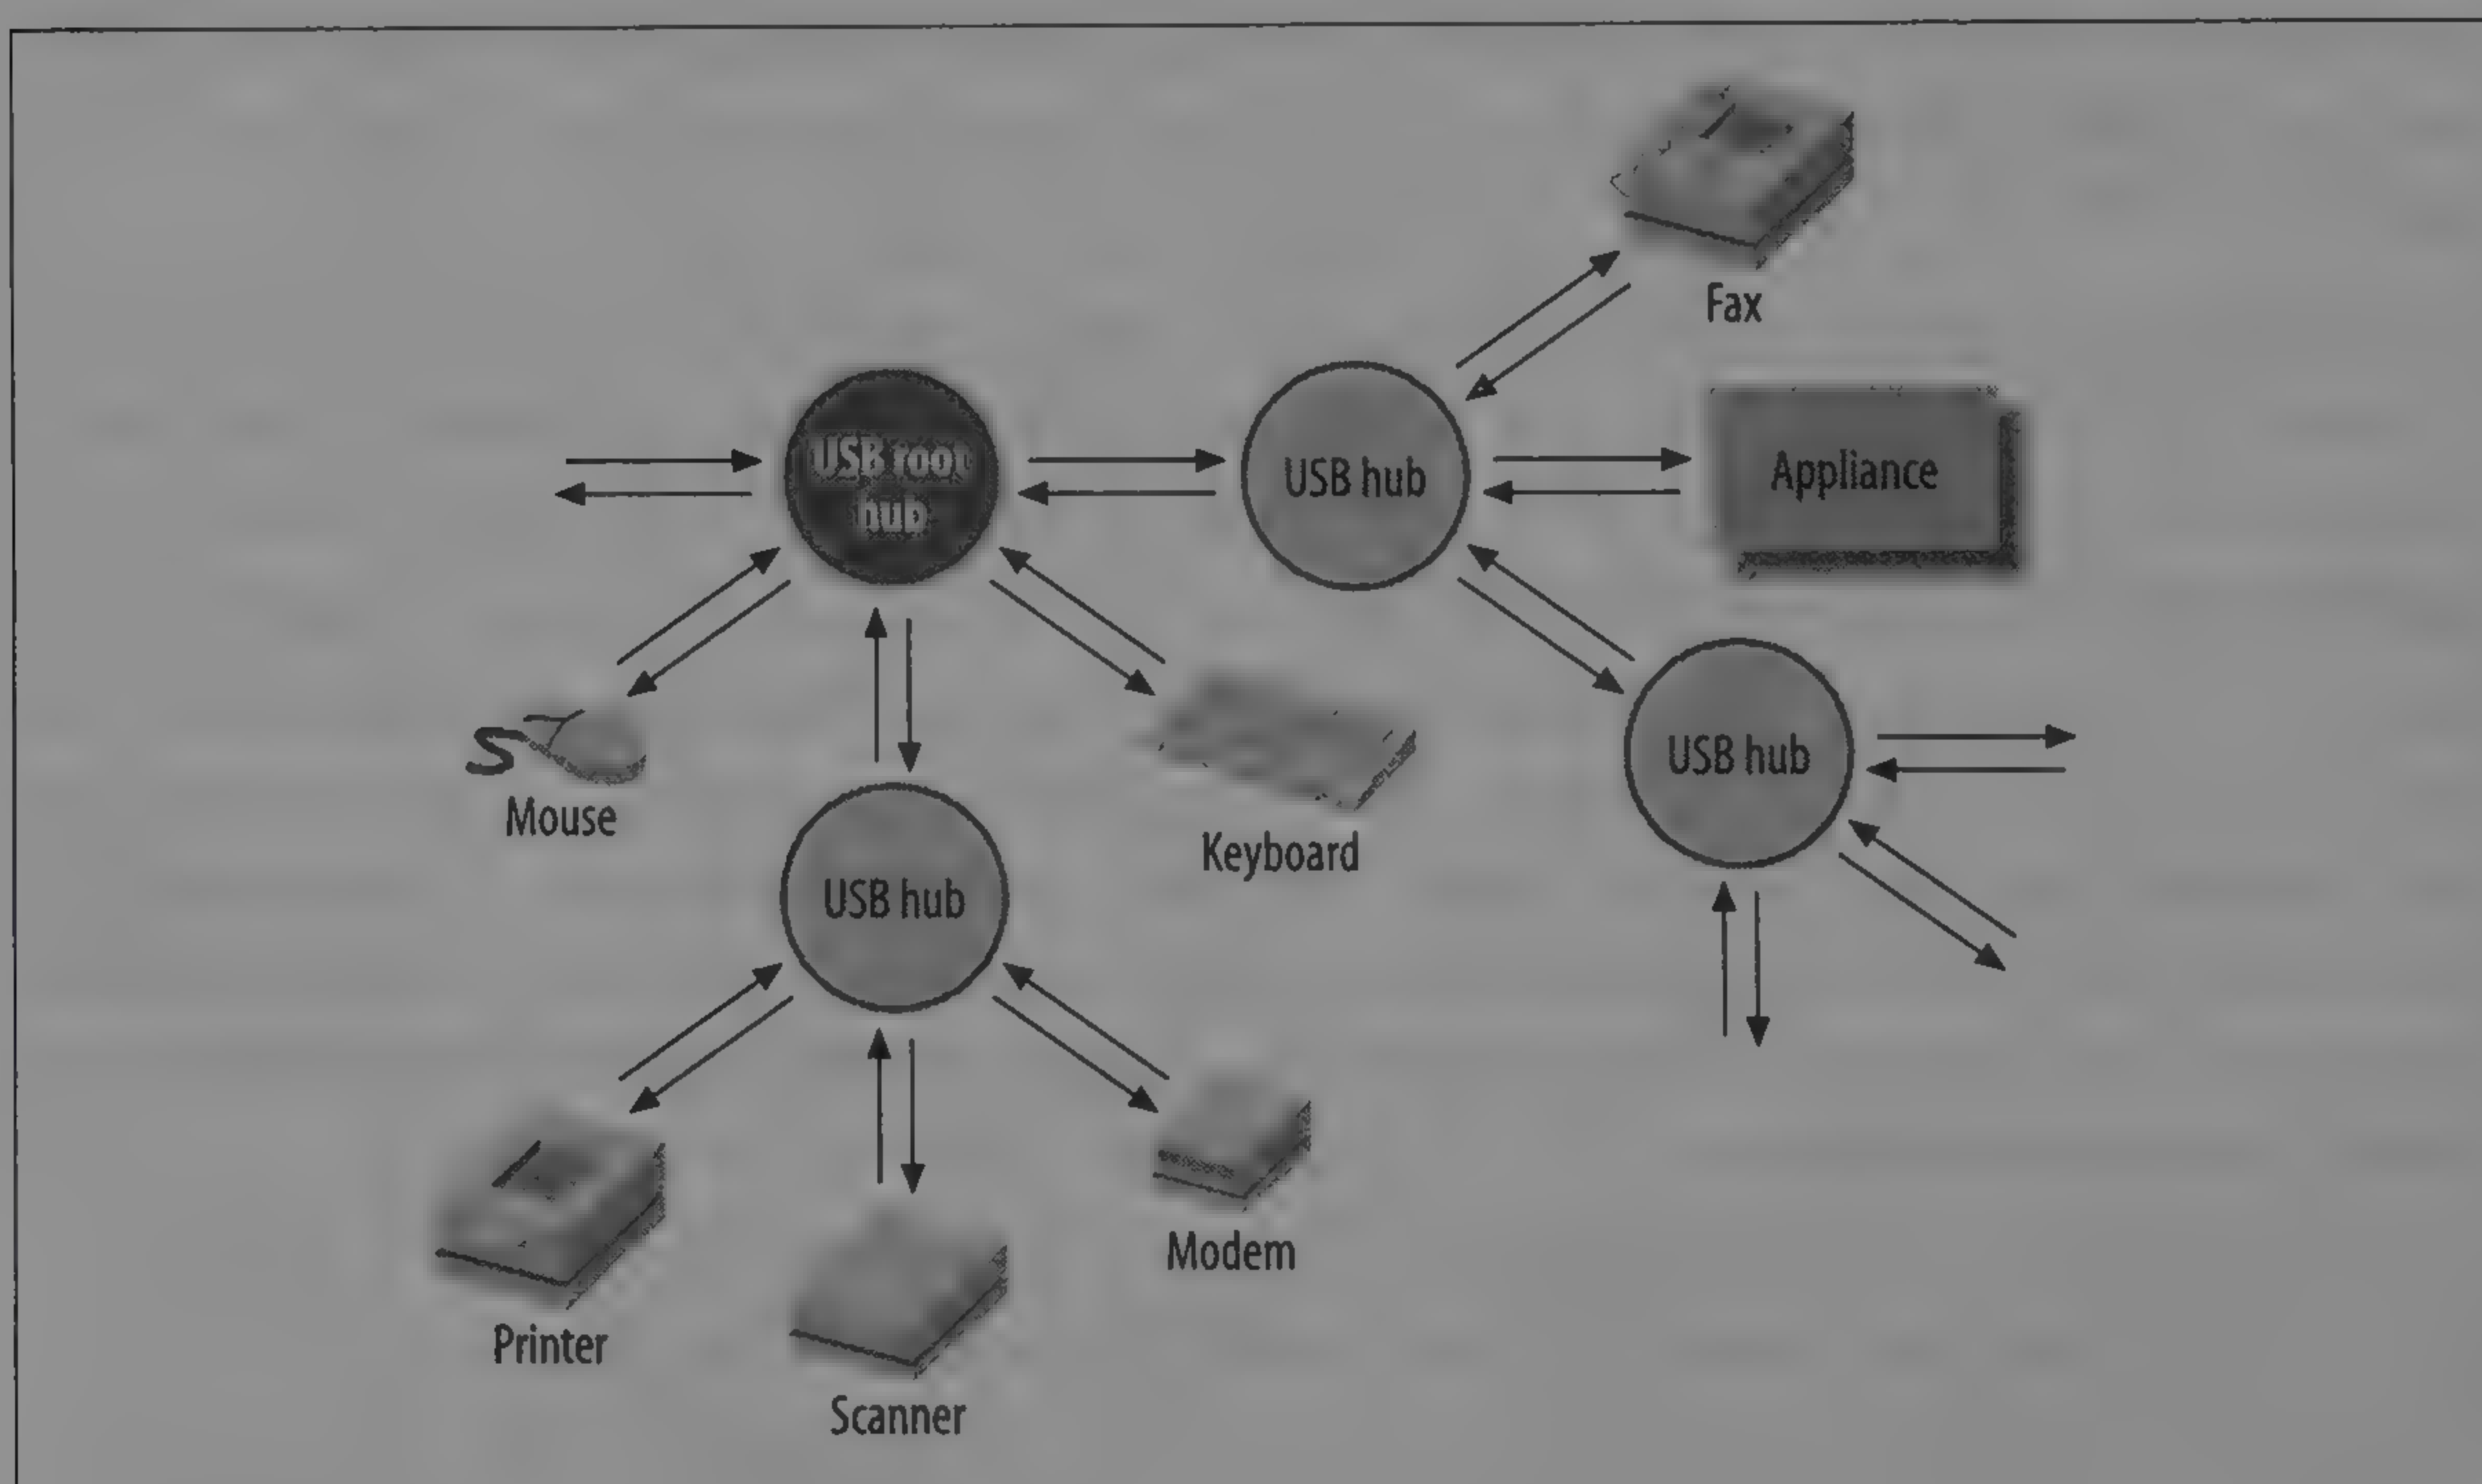 Fax
USB root
hub
USB hub
Appliance
USB hub
Mouse
Keyboard
USB hub
Modem
Printer
Scanner